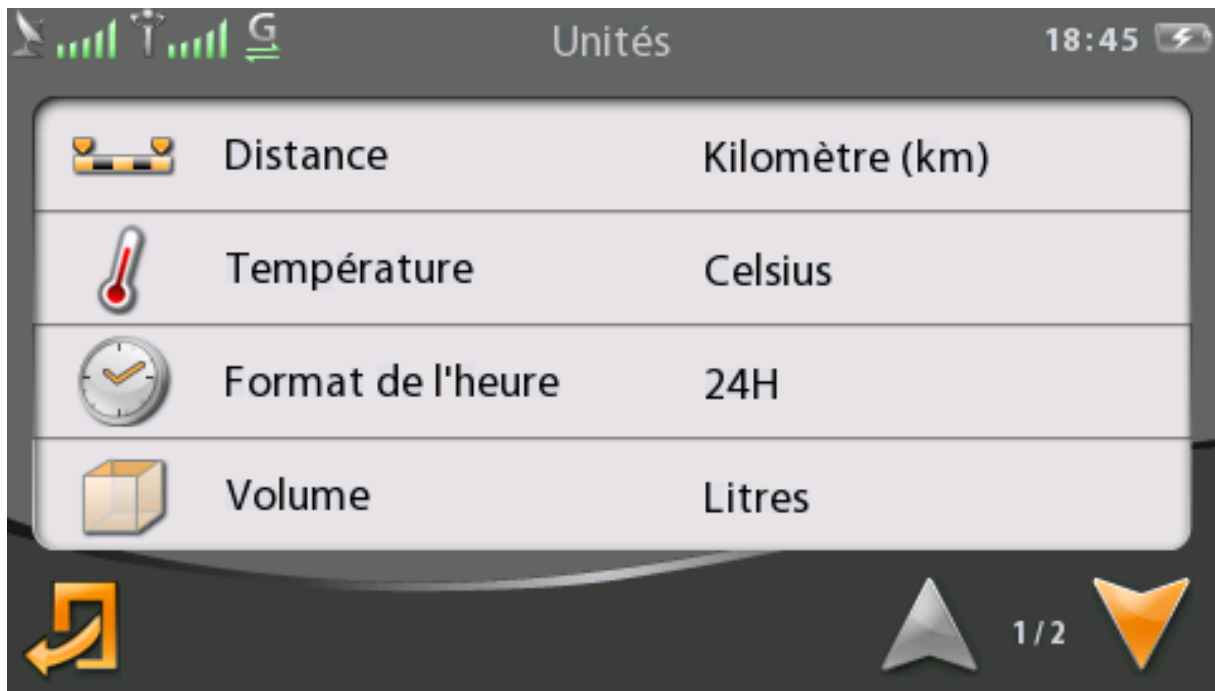 G Unités 18:45
Distance Kilomètre (km)
Température Celsius
Format de l'heure 24H
Volume Litres
1/2